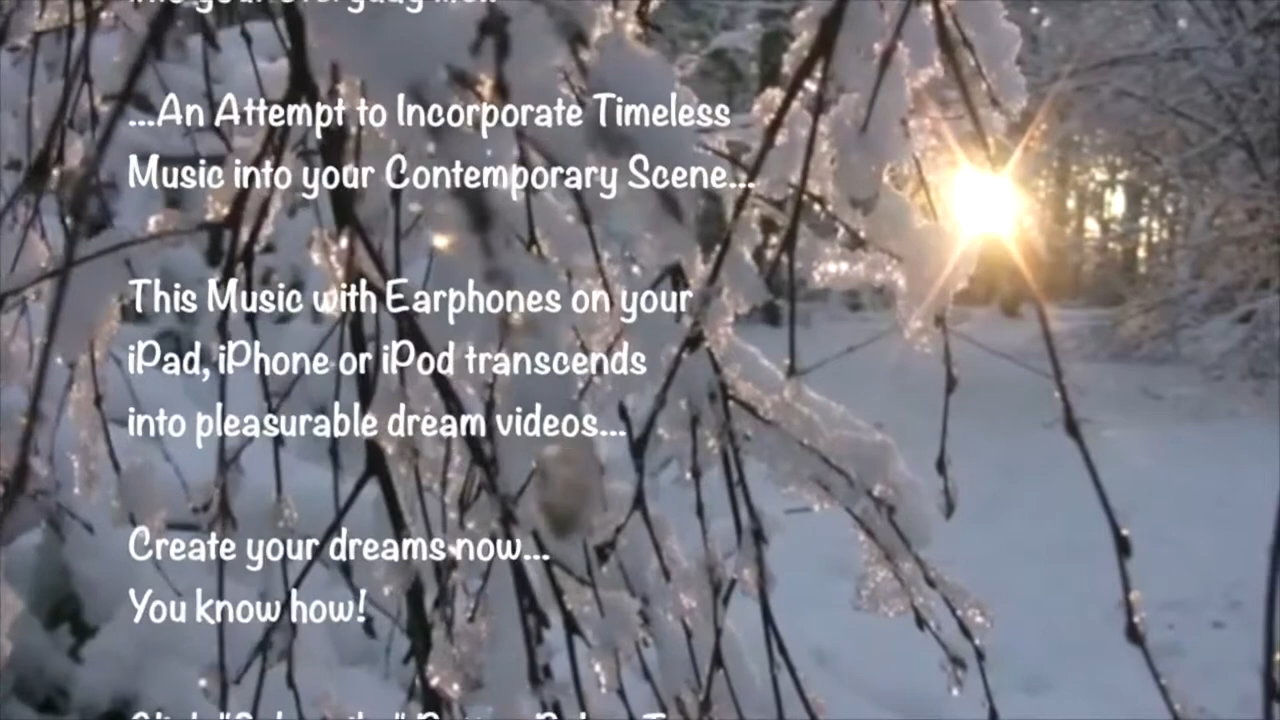 ...An Attempt to Incorporate Timeless
Music into your Contemporary Scene...
This Music with Earphones on your
iPad, iPhone or iPod transcends
into pleasurable dream videos...
Create your dreams now...
You know how!